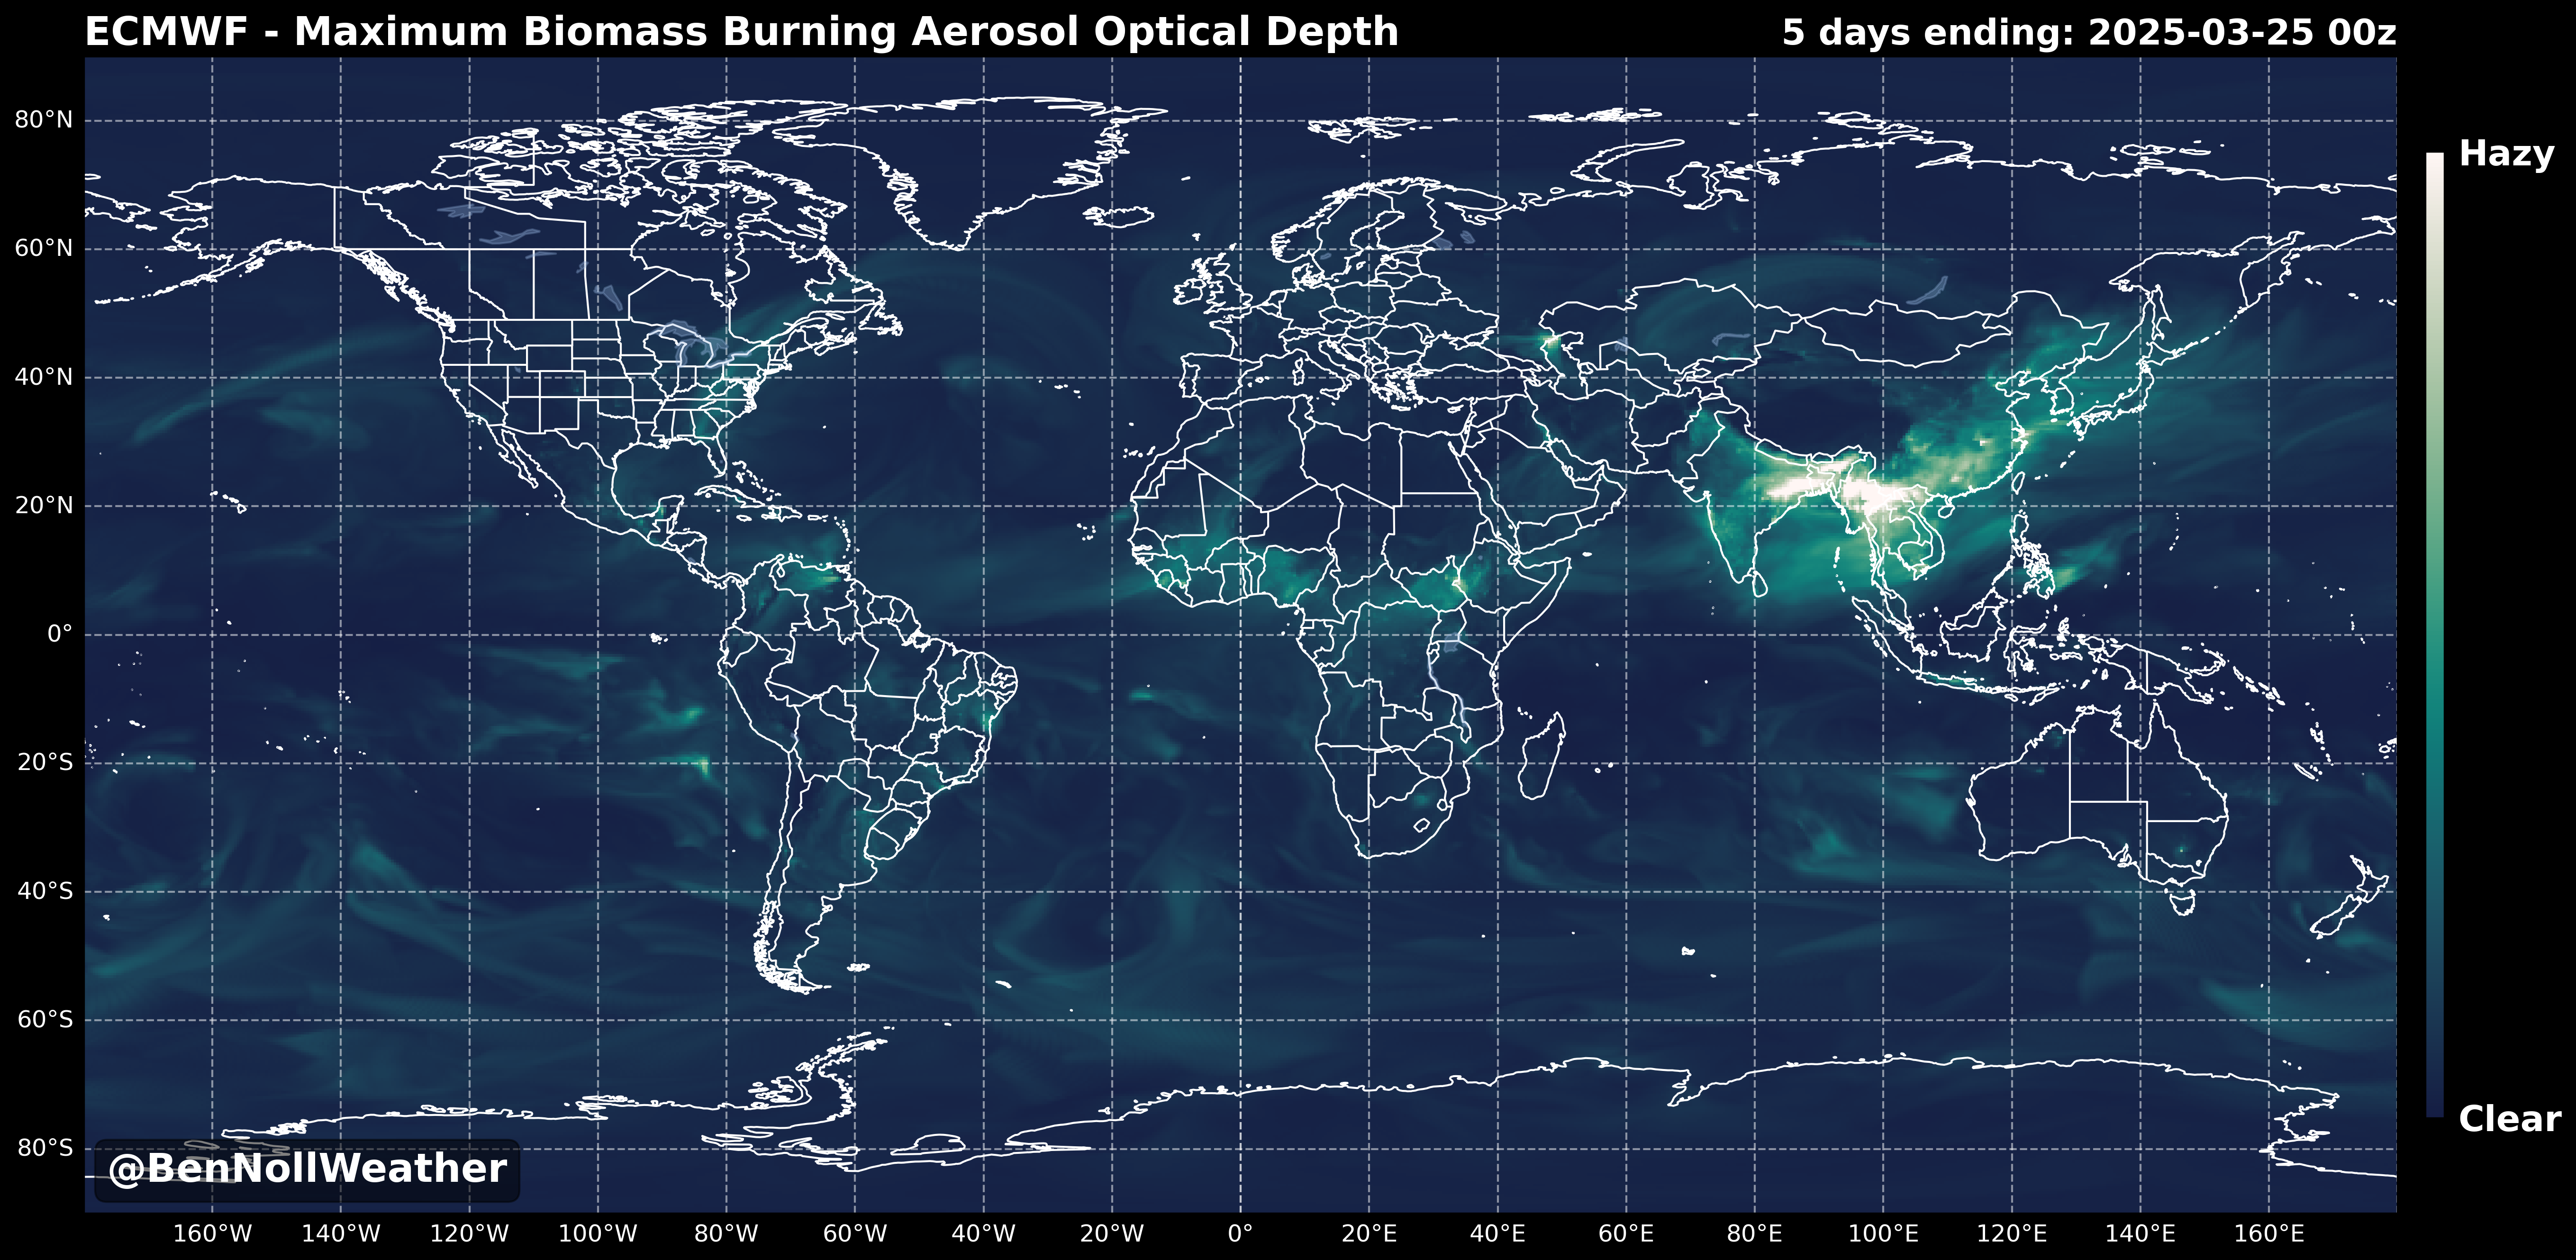 ECMWF - Maximum Biomass Burning Aerosol Optical Depth
5 days ending: 2025-03-25 00z
Hazy
80°N
60°N
40°N
20°N
0°
20°S
40°S
60°S
80°S
Clear
@BenNollWeather
160°W 140°W 120°W 100°W 80°W 60°W 40°W 20°W 0° 20°E 40°E 60°E 80°E 100°E 120°E 140°E 160°E